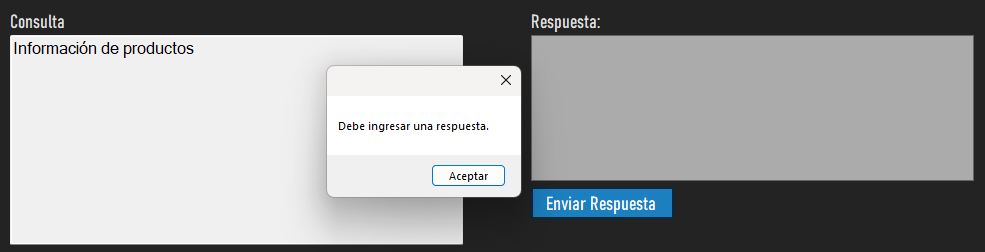 Consulta
Información de productos
Respuesta:
Debe ingresar una respuesta.
Aceptar
Enviar Respuesta